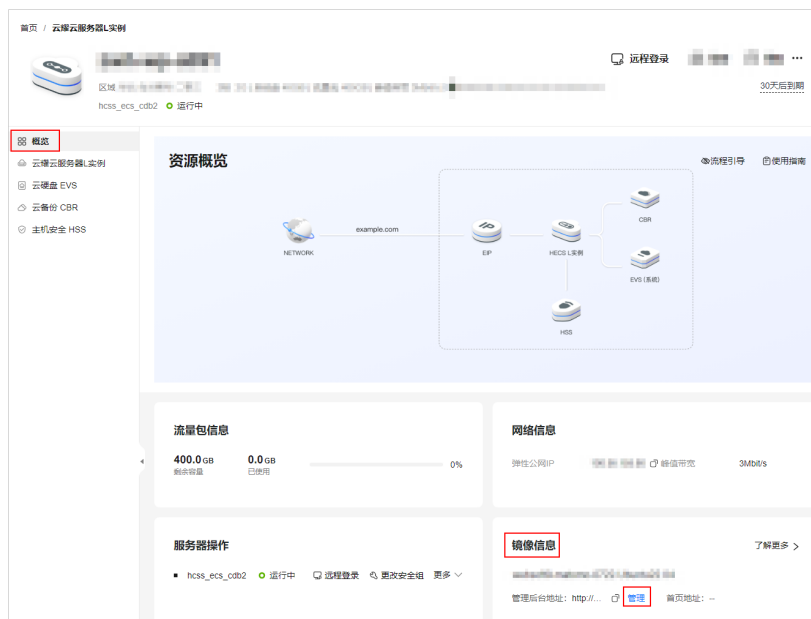 首页 / 云耀云服务器L实例
远程登录
区域
30天后到期
hcss_ecs_cdb2 运行中
概览
云耀云服务器L实例
云硬盘 EVS
云备份 CBR
主机安全 HSS
资源概览
流程引导 使用指南
example.com
NETWORK
EIP
HECS L实例
CBR
EVS (系统)
HSS
流量包信息
400.0 GB 0.0 GB 0%
剩余容量 已使用
网络信息
弹性公网IP 峰值带宽 3Mbit/s
服务器操作
hcss_ecs_cdb2 运行中 远程登录 更改安全组 更多
镜像信息 了解更多
管理后台地址: http://... 管理 首页地址: --